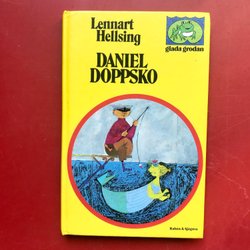 Lennart
Hellsing
glada grodan
DANIEL
DOPPSKO
Rabén & Sjögren